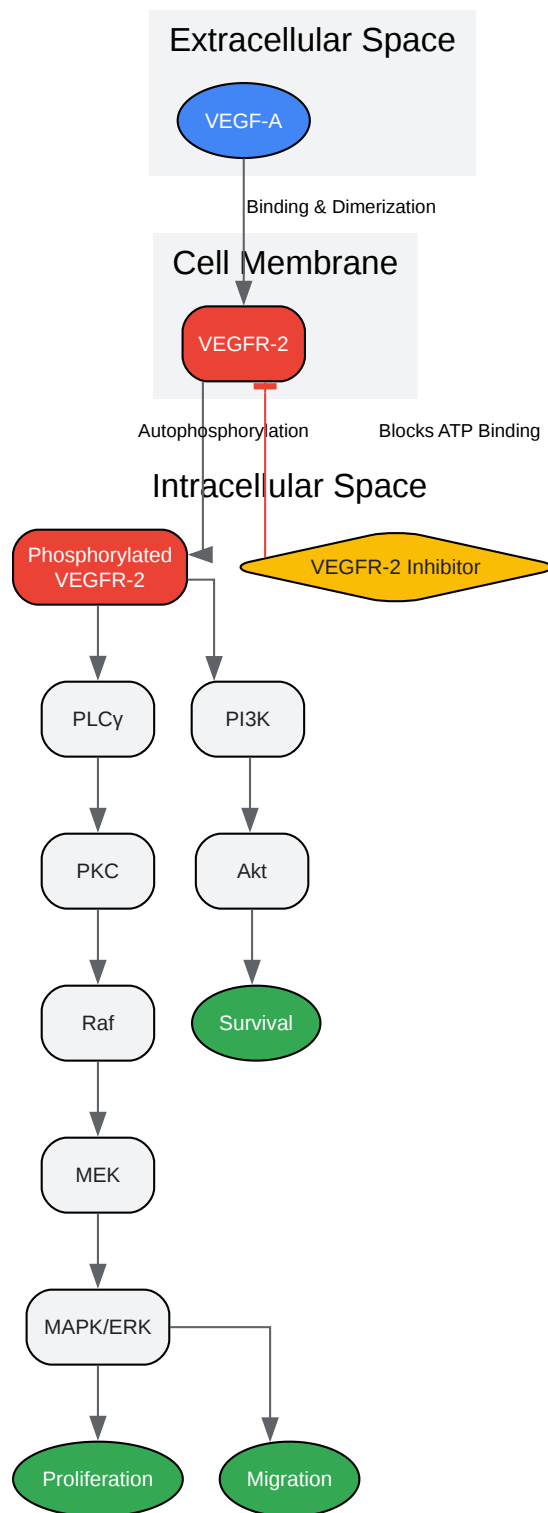 Extracellular Space
VEGF-A
Binding & Dimerization
Cell Membrane
VEGFR-2
Autophosphorylation
Blocks ATP Binding
Intracellular Space
Phosphorylated
VEGFR-2
VEGFR-2 Inhibitor
PLCγ
PI3K
PKC
Akt
Raf
Survival
MEK
MAPK/ERK
Proliferation
Migration